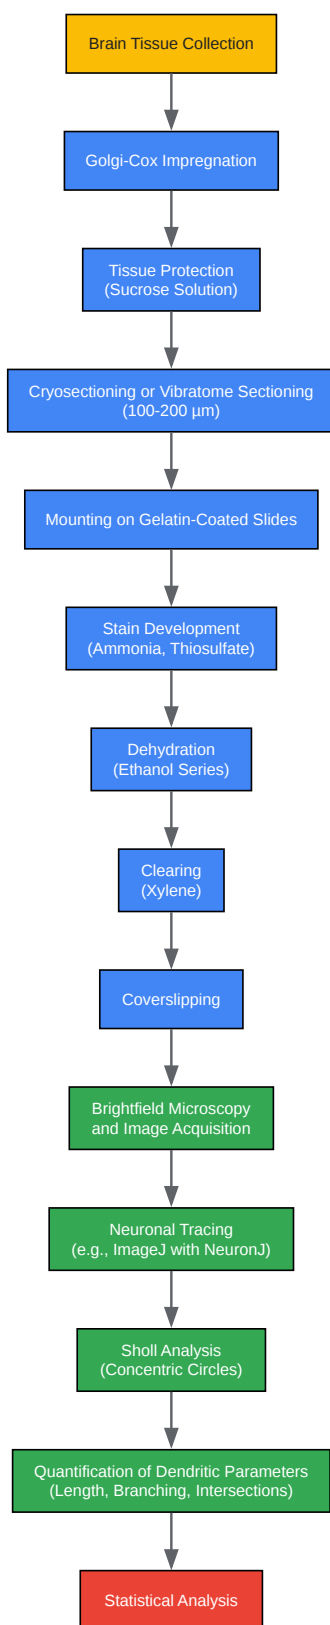 Brain Tissue Collection
Golgi-Cox Impregnation
Tissue Protection
(Sucrose Solution)
Cryosectioning or Vibratome Sectioning
(100-200 µm)
Mounting on Gelatin-Coated Slides
Stain Development
(Ammonia, Thiosulfate)
Dehydration
(Ethanol Series)
Clearing
(Xylene)
Coverslipping
Brightfield Microscopy
and Image Acquisition
Neuronal Tracing
(e.g., ImageJ with NeuronJ)
Sholl Analysis
(Concentric Circles)
Quantification of Dendritic Parameters
(Length, Branching, Intersections)
Statistical Analysis